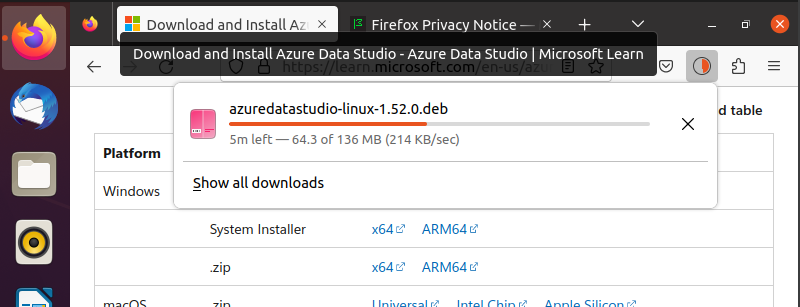 Download and Install Az
Firefox Privacy Notice —
Download and Install Azure Data Studio - Azure Data Studio | Microsoft Learn
https://learn.microsoft.com/en-us/az
azuredatastudio-linux-1.52.0.deb
d table
5m left — 64.3 of 136 MB (214 KB/sec)
Platform
Show all downloads
Windows
System Installer x64 ARM64
.zip x64 ARM64
macOS .zip Universal Intel Chip Apple Silicon